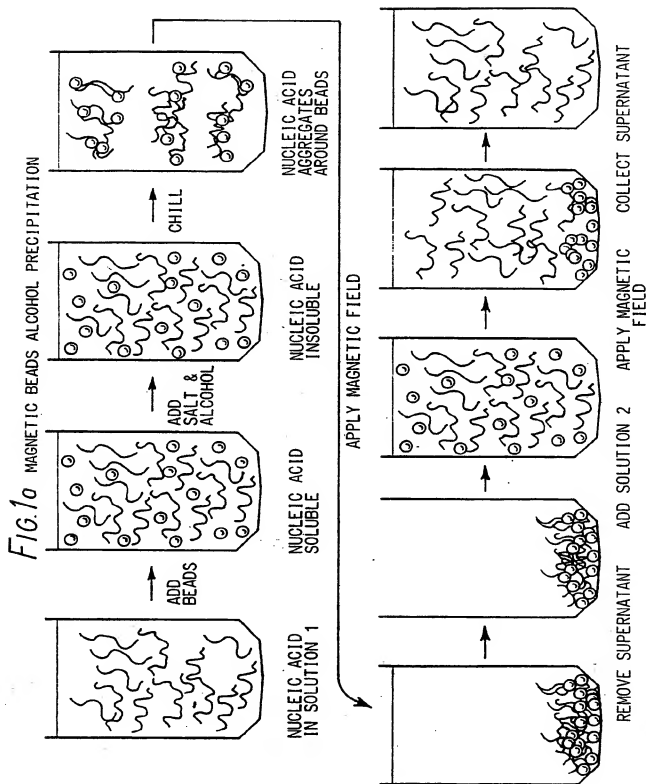 FIG. 1a MAGNETIC BEADS ALCOHOL PRECIPITATION
ADD
BEADS
ADD
SALT &
ALCOHOL
CHILL
NUCLEIC ACID
IN SOLUTION 1
NUCLEIC ACID
SOLUBLE
NUCLEIC ACID
INSOLUBLE
NUCLEIC ACID
AGGREGATES
AROUND BEADS
APPLY MAGNETIC FIELD
REMOVE SUPERNATANT
ADD SOLUTION 2
APPLY MAGNETIC
FIELD
COLLECT SUPERNATANT